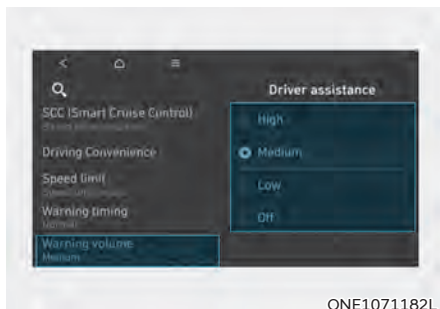 Driver assistance
SCC (Smart Cruise Control)
Driving Convenience
Speed limit
Warning timing
Normal
Warning volume
Medium
High
Medium
Low
Off
ONE1071182L